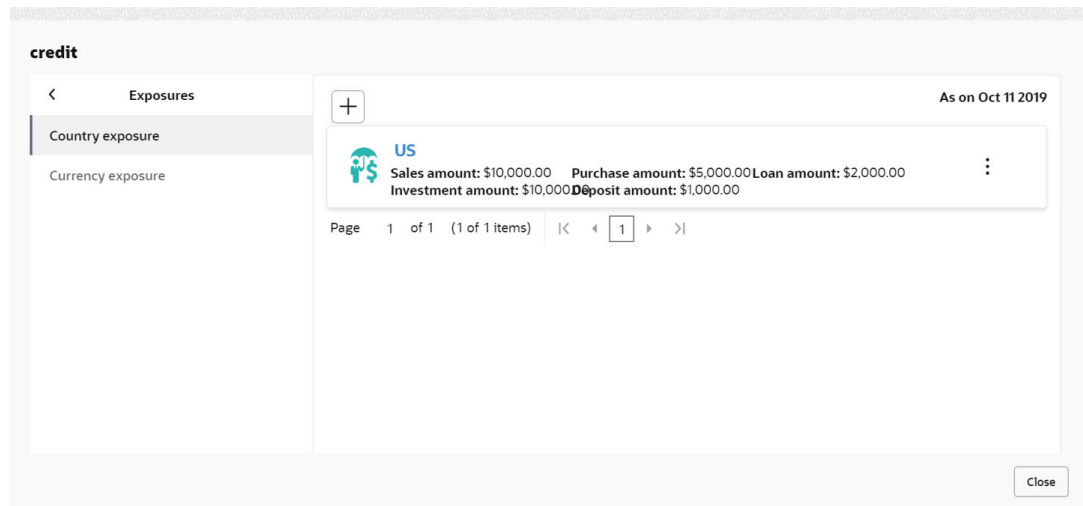 credit
Exposures
As on Oct 11 2019
Country exposure
Currency exposure
US
Sales amount: $10,000.00 Purchase amount: $5,000.00 Loan amount: $2,000.00
Investment amount: $10,000.00 Deposit amount: $1,000.00
Page 1 of 1 (1 of 1 items) 1
Close